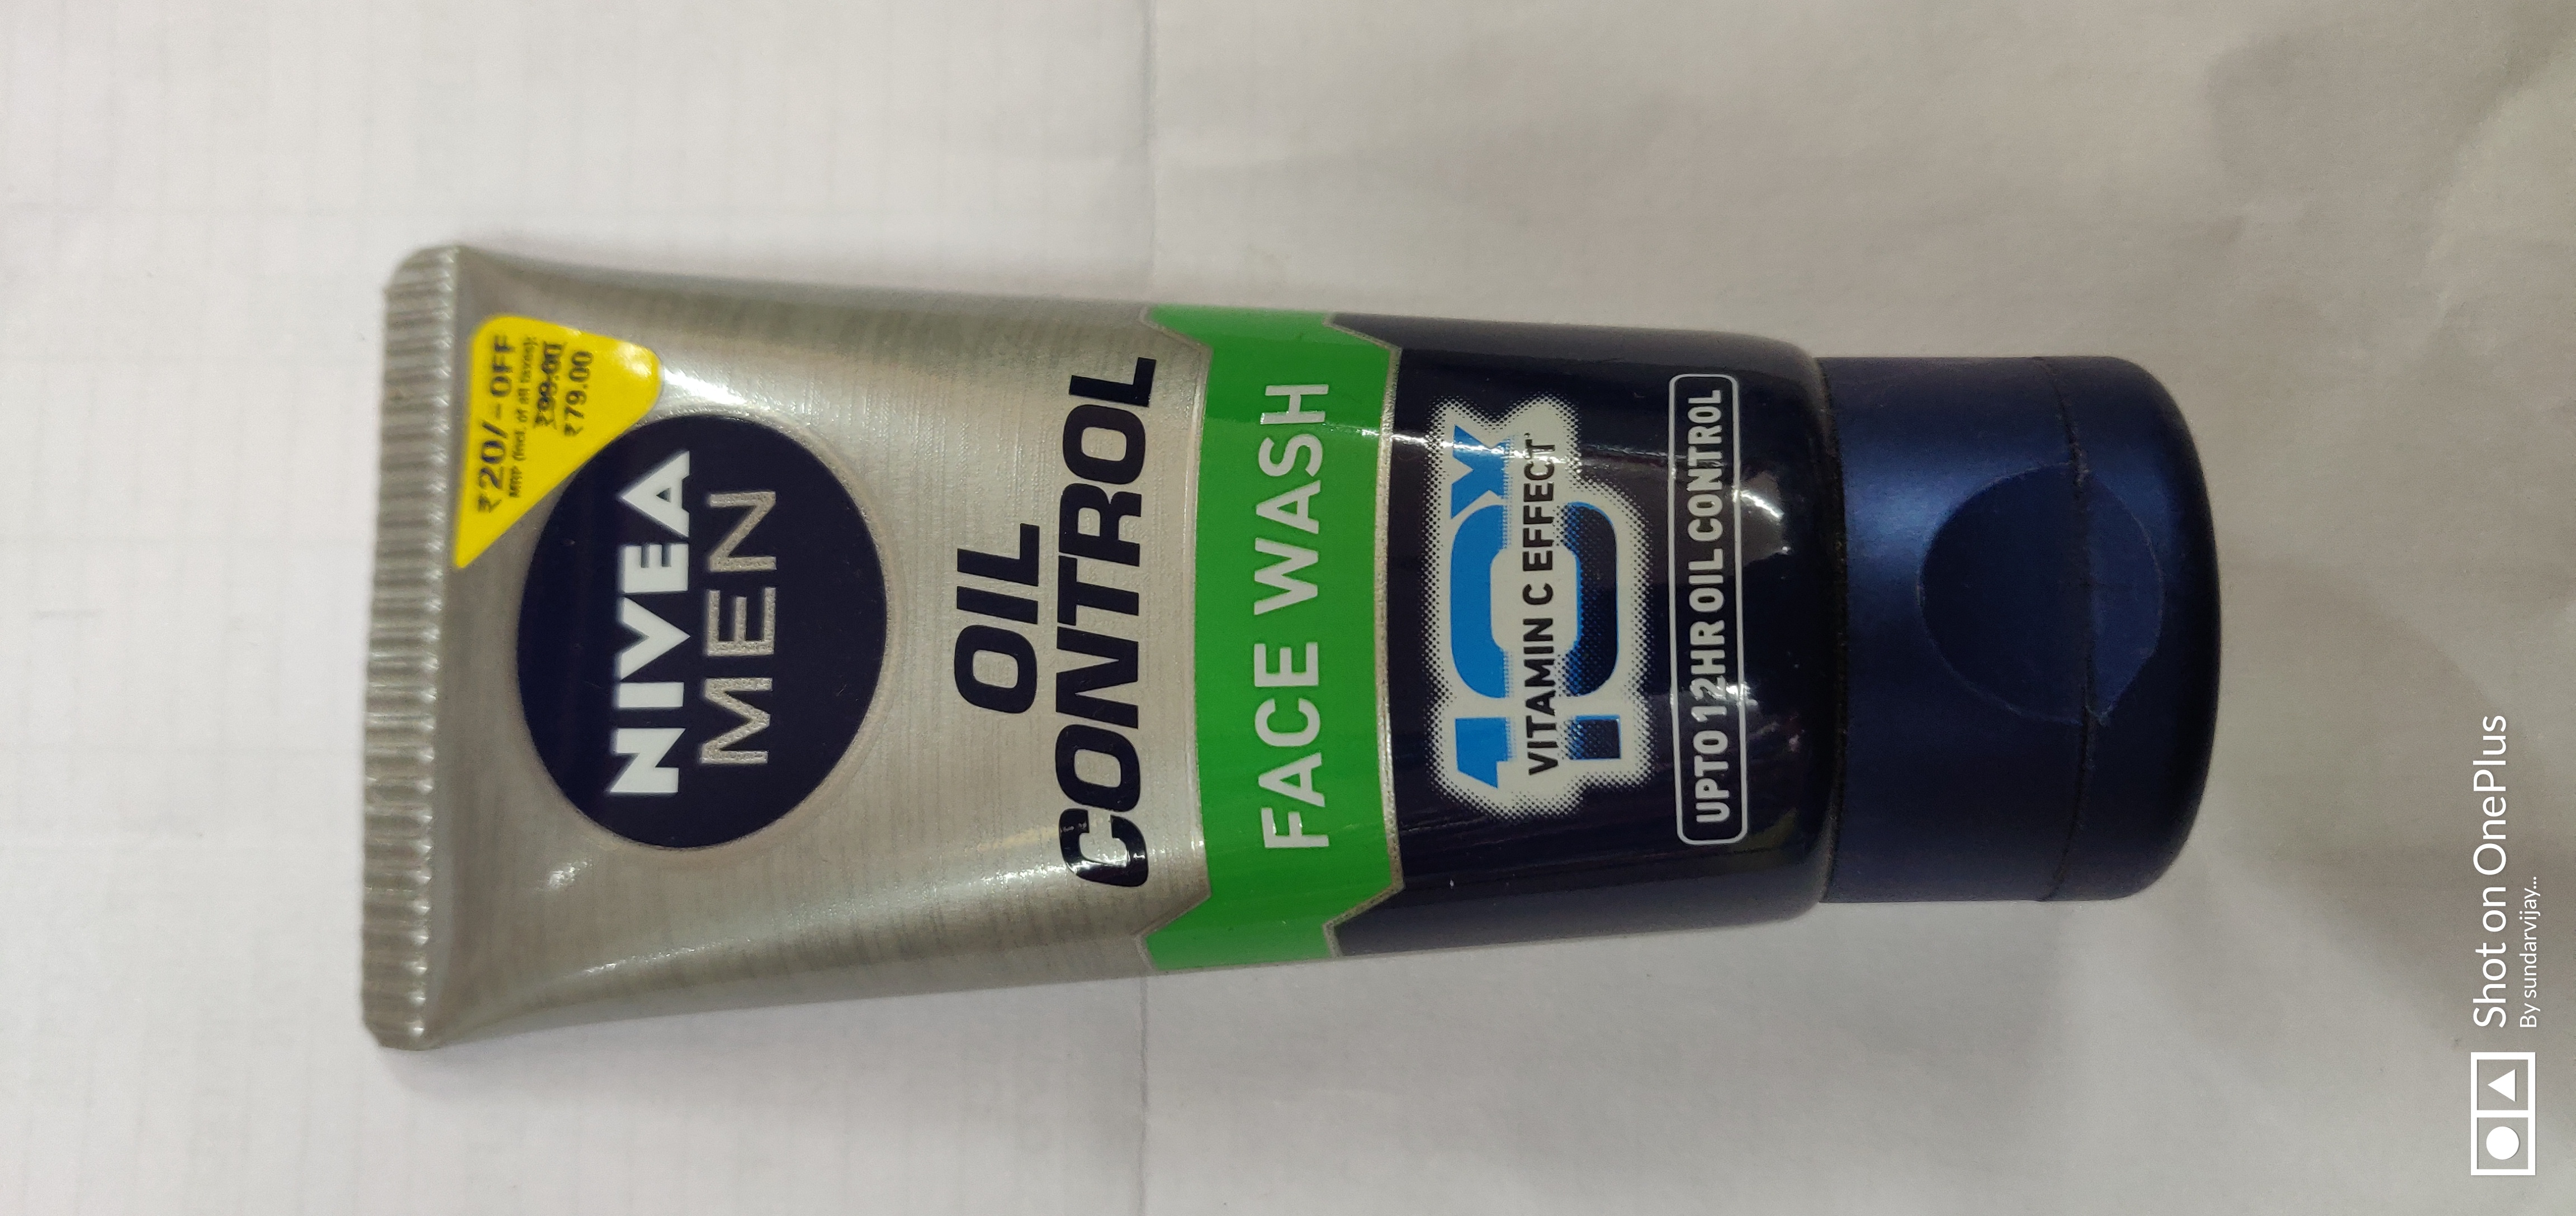 ₹20/- OFF
MRP (incl. of all taxes):
₹99.00
₹79.00
NIVEA
MEN
OIL
CONTROL
FACE WASH
10X
VITAMIN C EFFECT*
UPTO 12HR OIL CONTROL
Shot on OnePlus
By sundarvijay...